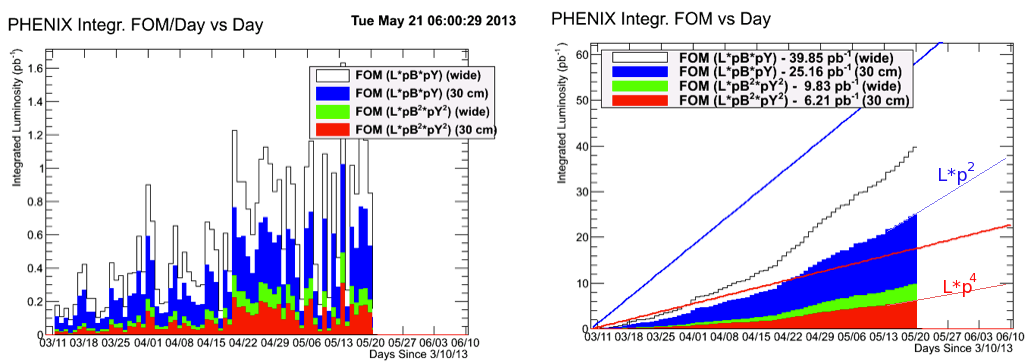 PHENIX Integr. FOM/Day vs Day
Tue May 21 06:00:29 2013
Integrated Luminosity (pb⁻¹)
1.6
1.4
1.2
1
0.8
0.6
0.4
0.2
0
FOM (L*pB*pY) (wide)
FOM (L*pB*pY) (30 cm)
FOM (L*pB²*pY²) (wide)
FOM (L*pB²*pY²) (30 cm)
03/11 03/18 03/25 04/01 04/08 04/15 04/22 04/29 05/06 05/13 05/20 05/27 06/03 06/10
Days Since 3/10/13
PHENIX Integr. FOM vs Day
Integrated Luminosity (pb⁻¹)
60
50
40
30
20
10
0
FOM (L*pB*pY) - 39.85 pb⁻¹ (wide)
FOM (L*pB*pY) - 25.16 pb⁻¹ (30 cm)
FOM (L*pB²*pY²) - 9.83 pb⁻¹ (wide)
FOM (L*pB²*pY²) - 6.21 pb⁻¹ (30 cm)
L*p²
L*p⁴
03/11 03/18 03/25 04/01 04/08 04/15 04/22 04/29 05/06 05/13 05/20 05/27 06/03 06/10
Days Since 3/10/13